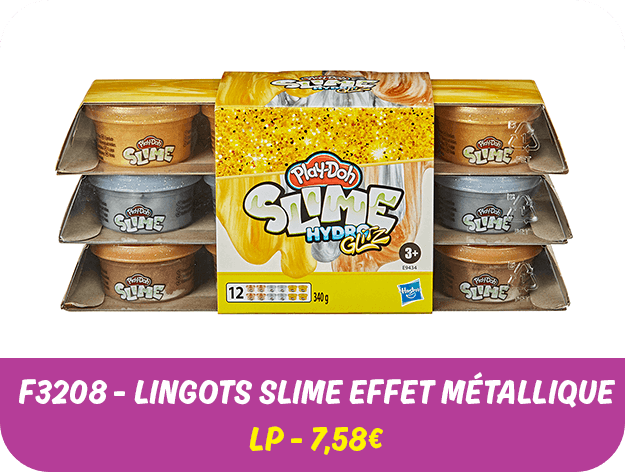 Play-Doh
SLIME
HYDRO
GLITZ
3+
E9434
12
340 g
Hasbro
Play-Doh
SLIME
Play-Doh
SLIME
Play-Doh
SLIME
Play-Doh
SLIME
Play-Doh
SLIME
Play-Doh
SLIME
F3208 - LINGOTS SLIME EFFET MÉTALLIQUE
LP - 7,58€